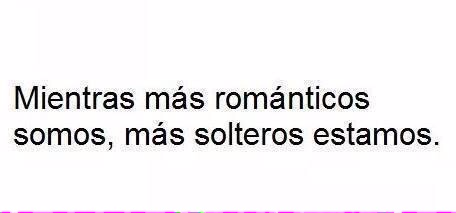 Mientras más románticos
somos, más solteros estamos.